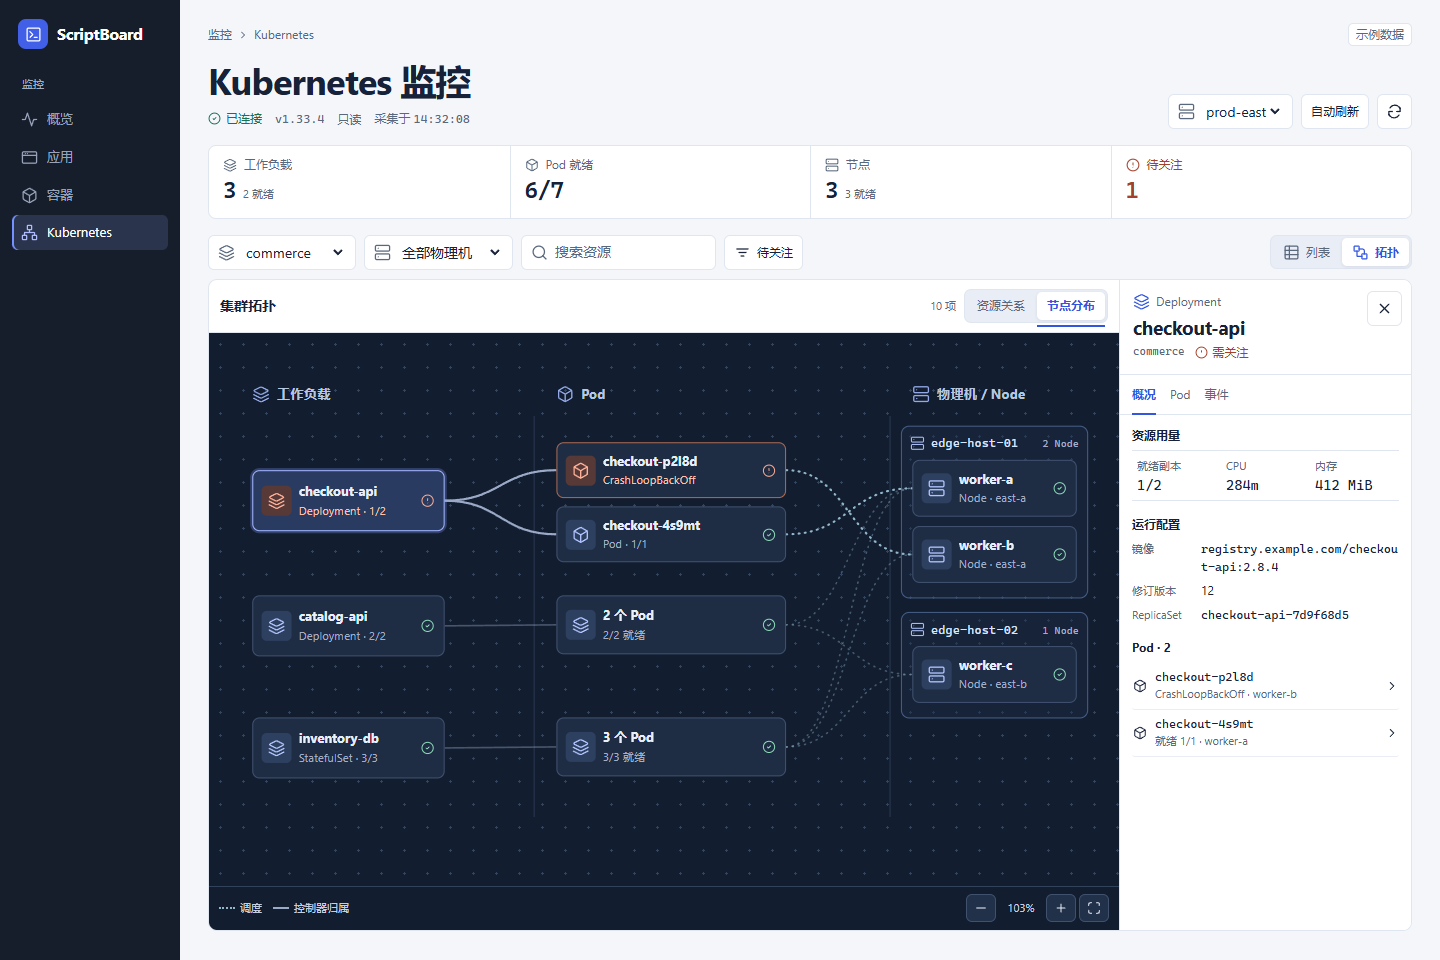 ScriptBoard
监控
概览
应用
容器
Kubernetes
监控 > Kubernetes
示例数据
Kubernetes 监控
已连接 v1.33.4 只读 采集于 14:32:08
prod-east
自动刷新
工作负载
3 2 就绪
Pod 就绪
6/7
节点
3 3 就绪
待关注
1
commerce
全部物理机
搜索资源
待关注
列表
拓扑
集群拓扑
10 项
资源关系
节点分布
工作负载
Pod
物理机 / Node
checkout-api
Deployment · 1/2
catalog-api
Deployment · 2/2
inventory-db
StatefulSet · 3/3
checkout-p2l8d
CrashLoopBackOff
checkout-4s9mt
Pod · 1/1
2 个 Pod
2/2 就绪
3 个 Pod
3/3 就绪
edge-host-01 2 Node
worker-a
Node · east-a
worker-b
Node · east-a
edge-host-02 1 Node
worker-c
Node · east-b
调度
控制器归属
103%
Deployment
checkout-api
commerce 需关注
概况 Pod 事件
资源用量
就绪副本 CPU 内存
1/2 284m 412 MiB
运行配置
镜像 registry.example.com/checkou
t-api:2.8.4
修订版本 12
ReplicaSet checkout-api-7d9f68d5
Pod · 2
checkout-p2l8d
CrashLoopBackOff · worker-b
checkout-4s9mt
就绪 1/1 · worker-a